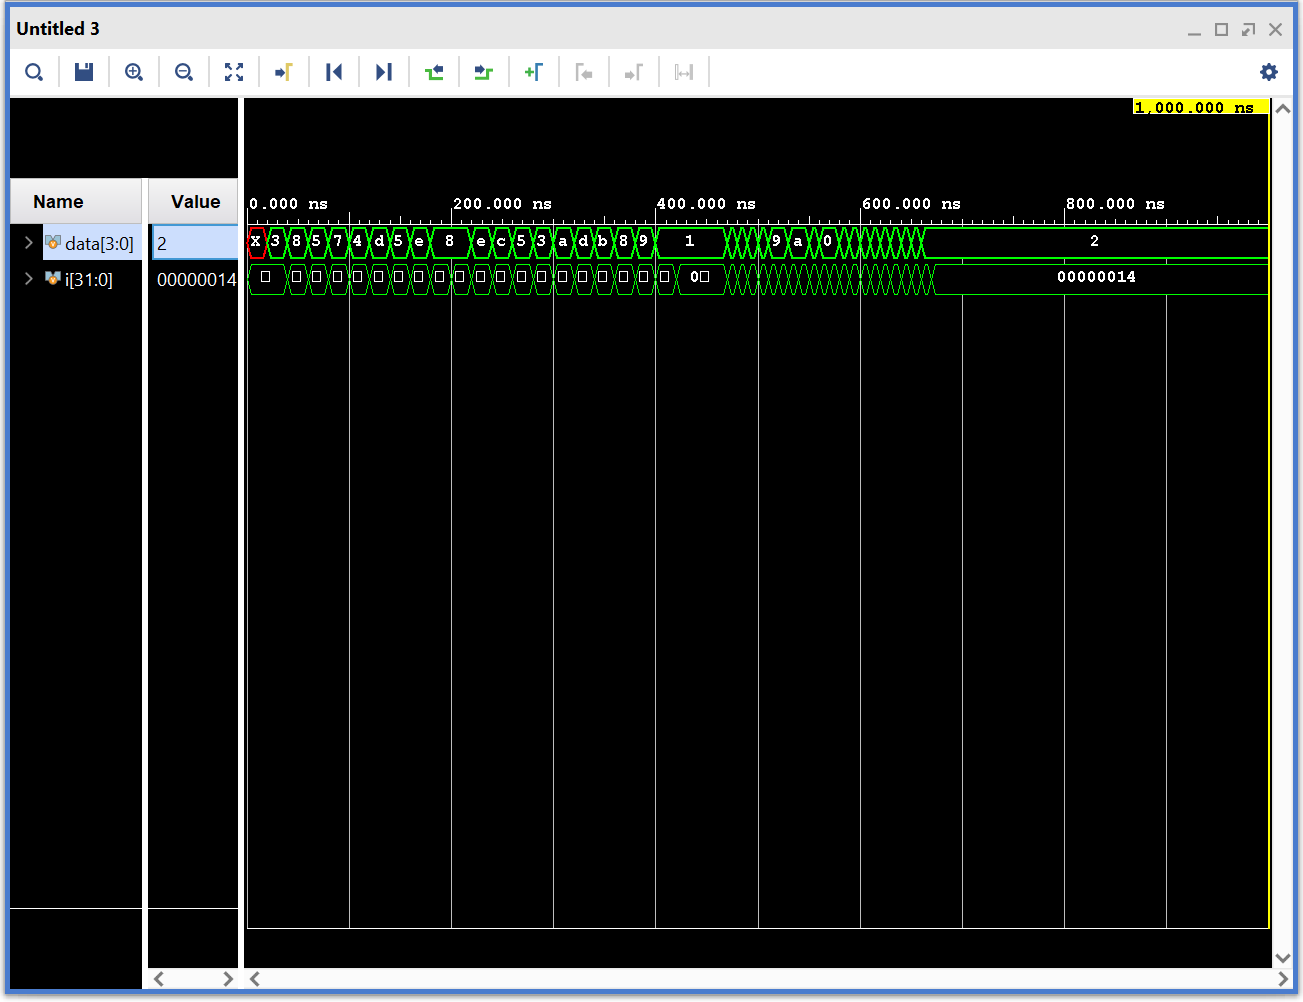 Untitled 3
1,000.000 ns
Name Value
0.000 ns 200.000 ns 400.000 ns 600.000 ns 800.000 ns
data[3:0] 2 X 3 8 5 7 4 d 5 e 8 e c 5 3 a d b 8 9 1 9 a 0 2
i[31:0] 00000014 0 00000014